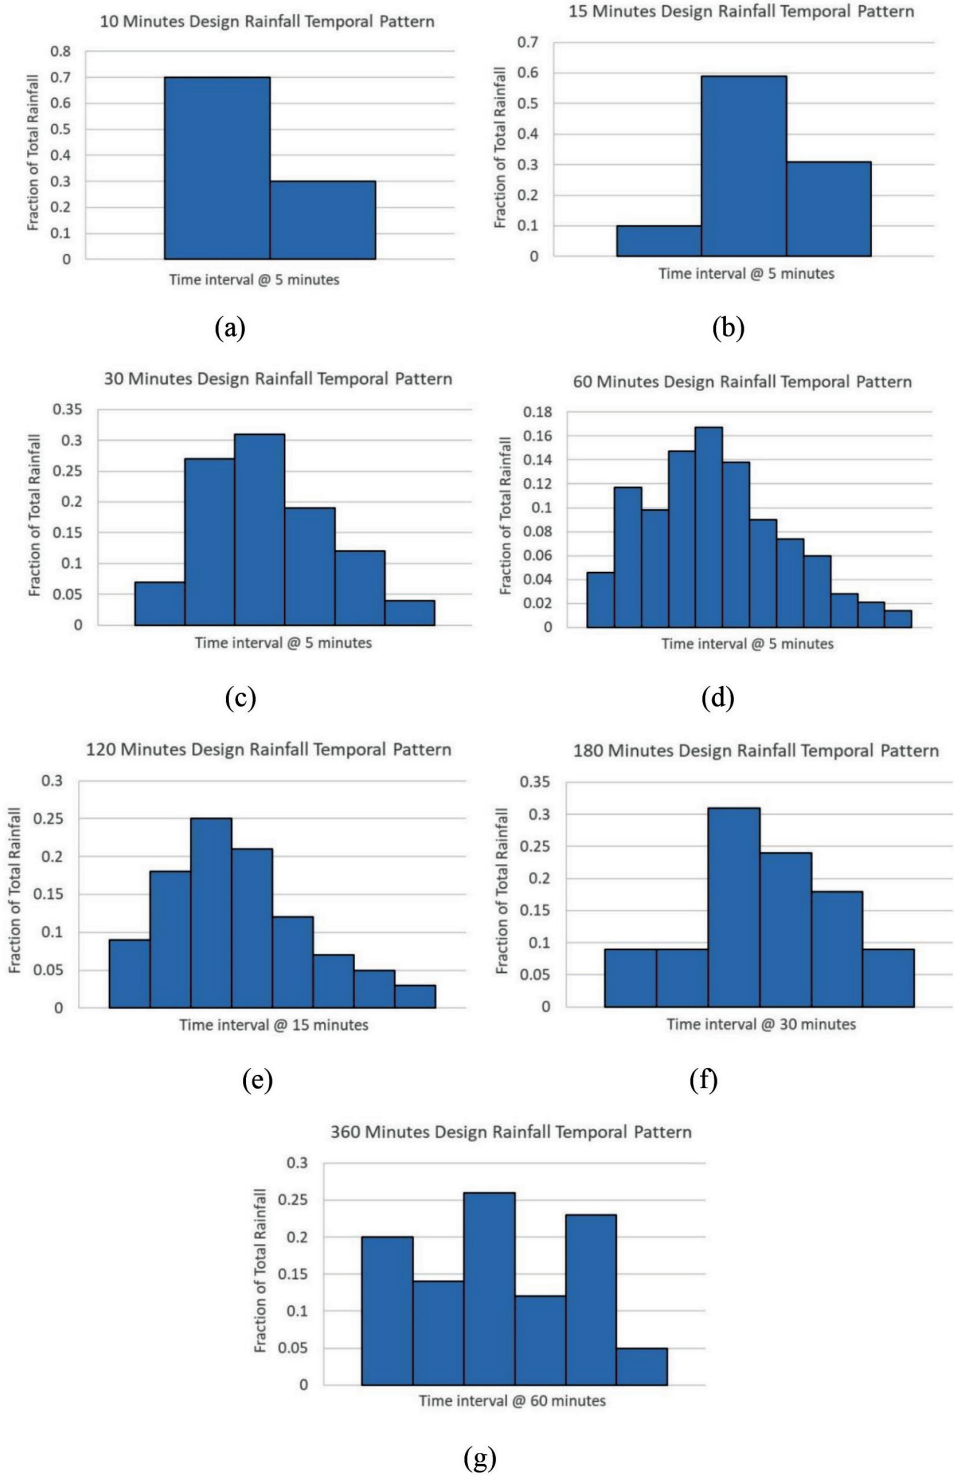 10 Minutes Design Rainfall Temporal Pattern
Fraction of Total Rainfall
0.8
0.7
0.6
0.5
0.4
0.3
0.2
0.1
0
Time interval @ 5 minutes
(a)
15 Minutes Design Rainfall Temporal Pattern
Fraction of Total Rainfall
0.7
0.6
0.5
0.4
0.3
0.2
0.1
0
Time interval @ 5 minutes
(b)
30 Minutes Design Rainfall Temporal Pattern
Fraction of Total Rainfall
0.35
0.3
0.25
0.2
0.15
0.1
0.05
0
Time interval @ 5 minutes
(c)
60 Minutes Design Rainfall Temporal Pattern
Fraction of Total Rainfall
0.18
0.16
0.14
0.12
0.1
0.08
0.06
0.04
0.02
0
Time interval @ 5 minutes
(d)
120 Minutes Design Rainfall Temporal Pattern
Fraction of Total Rainfall
0.3
0.25
0.2
0.15
0.1
0.05
0
Time interval @ 15 minutes
(e)
180 Minutes Design Rainfall Temporal Pattern
Fraction of Total Rainfall
0.35
0.3
0.25
0.2
0.15
0.1
0.05
0
Time interval @ 30 minutes
(f)
360 Minutes Design Rainfall Temporal Pattern
Fraction of Total Rainfall
0.3
0.25
0.2
0.15
0.1
0.05
0
Time interval @ 60 minutes
(g)